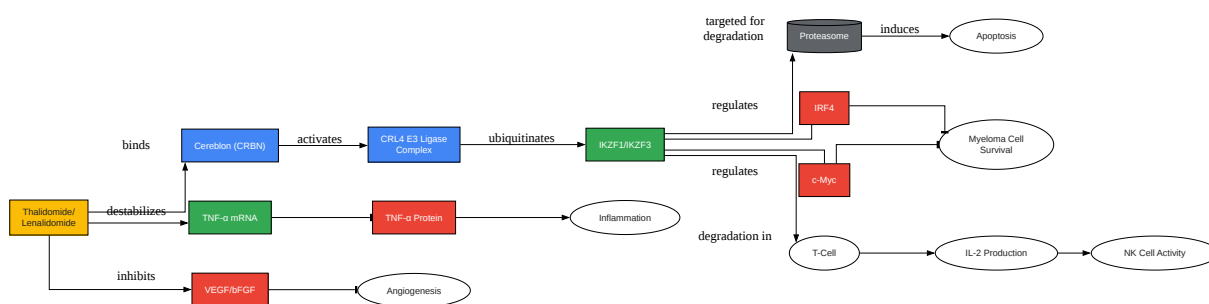 targeted for
degradation
Proteasome
induces
Apoptosis
regulates
IRF4
binds
Cereblon (CRBN)
activates
CRL4 E3 Ligase
Complex
ubiquitinates
IKZF1/IKZF3
Myeloma Cell
Survival
regulates
c-Myc
Thalidomide/
Lenalidomide
destabilizes
TNF-α mRNA
TNF-α Protein
Inflammation
degradation in
T-Cell
IL-2 Production
NK Cell Activity
inhibits
VEGF/bFGF
Angiogenesis